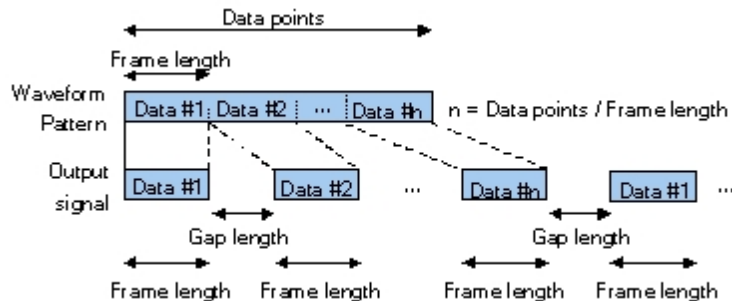 Data points
Frame length
Waveform
Pattern
Data #1 Data #2 ... Data #n
n = Data points / Frame length
Output
signal
Data #1 Data #2 ... Data #n Data #1 ...
Gap length Gap length
Frame length Frame length Frame length Frame length